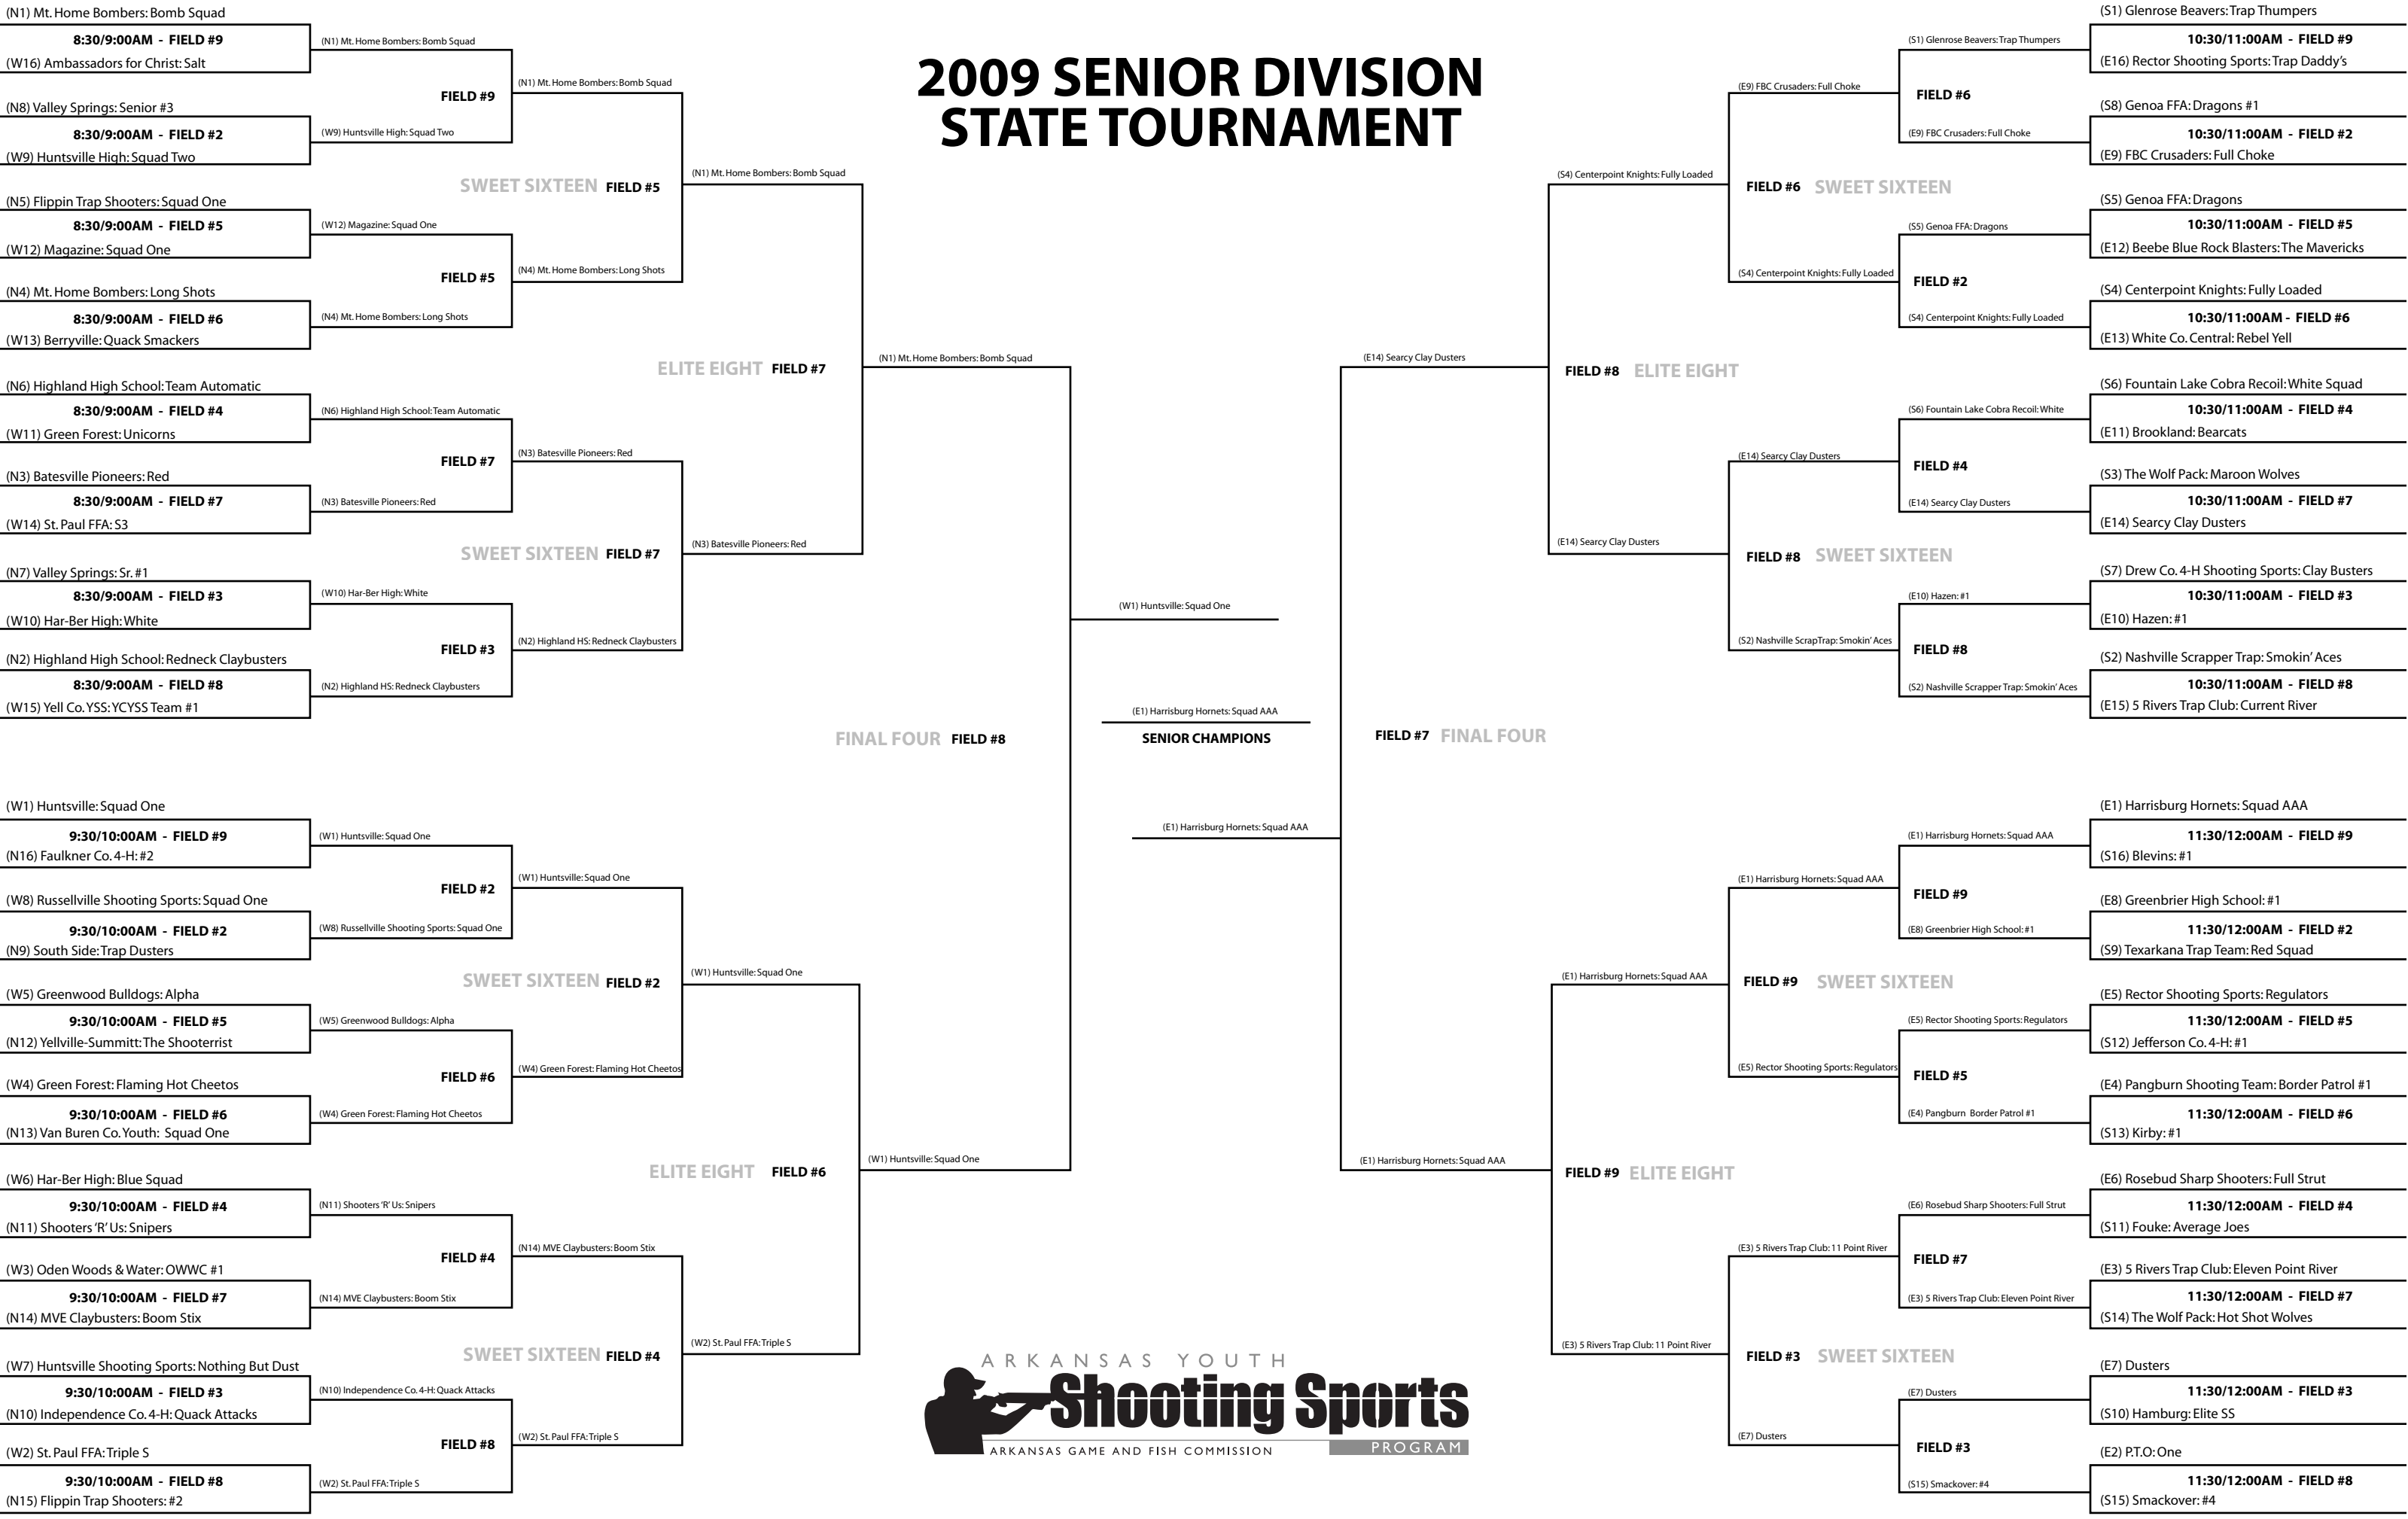 2009 SENIOR DIVISION
STATE TOURNAMENT
(N1) Mt. Home Bombers: Bomb Squad
8:30/9:00AM - FIELD #9
(W16) Ambassadors for Christ: Salt
(N8) Valley Springs: Senior #3
8:30/9:00AM - FIELD #2
(W9) Huntsville High: Squad Two
(N5) Flippin Trap Shooters: Squad One
8:30/9:00AM - FIELD #5
(W12) Magazine: Squad One
(N4) Mt. Home Bombers: Long Shots
8:30/9:00AM - FIELD #6
(W13) Berryville: Quack Smackers
(N6) Highland High School: Team Automatic
8:30/9:00AM - FIELD #4
(W11) Green Forest: Unicorns
(N3) Batesville Pioneers: Red
8:30/9:00AM - FIELD #7
(W14) St. Paul FFA: S3
(N7) Valley Springs: Sr. #1
8:30/9:00AM - FIELD #3
(W10) Har-Ber High: White
(N2) Highland High School: Redneck Claybusters
8:30/9:00AM - FIELD #8
(W15) Yell Co. YSS: YCYSS Team #1
(W1) Huntsville: Squad One
9:30/10:00AM - FIELD #9
(N16) Faulkner Co. 4-H: #2
(W8) Russellville Shooting Sports: Squad One
9:30/10:00AM - FIELD #2
(N9) South Side: Trap Dusters
(W5) Greenwood Bulldogs: Alpha
9:30/10:00AM - FIELD #5
(N12) Yellville-Summitt: The Shooterrist
(W4) Green Forest: Flaming Hot Cheetos
9:30/10:00AM - FIELD #6
(N13) Van Buren Co. Youth: Squad One
(W6) Har-Ber High: Blue Squad
9:30/10:00AM - FIELD #4
(N11) Shooters ‘R’ Us: Snipers
(W3) Oden Woods & Water: OWWC #1
9:30/10:00AM - FIELD #7
(N14) MVE Claybusters: Boom Stix
(W7) Huntsville Shooting Sports: Nothing But Dust
9:30/10:00AM - FIELD #3
(N10) Independence Co. 4-H: Quack Attacks
(W2) St. Paul FFA: Triple S
9:30/10:00AM - FIELD #8
(N15) Flippin Trap Shooters: #2
(N1) Mt. Home Bombers: Bomb Squad
FIELD #9
(W9) Huntsville High: Squad Two
(W12) Magazine: Squad One
FIELD #5
(N4) Mt. Home Bombers: Long Shots
(N6) Highland High School: Team Automatic
FIELD #7
(N3) Batesville Pioneers: Red
(W10) Har-Ber High: White
FIELD #3
(N2) Highland HS: Redneck Claybusters
(W1) Huntsville: Squad One
FIELD #2
(W8) Russellville Shooting Sports: Squad One
(W5) Greenwood Bulldogs: Alpha
FIELD #6
(W4) Green Forest: Flaming Hot Cheetos
(N11) Shooters ‘R’ Us: Snipers
FIELD #4
(N14) MVE Claybusters: Boom Stix
(N10) Independence Co. 4-H: Quack Attacks
FIELD #8
(W2) St. Paul FFA: Triple S
(N1) Mt. Home Bombers: Bomb Squad
SWEET SIXTEEN FIELD #5
(N4) Mt. Home Bombers: Long Shots
(N3) Batesville Pioneers: Red
SWEET SIXTEEN FIELD #7
(N2) Highland HS: Redneck Claybusters
(W1) Huntsville: Squad One
SWEET SIXTEEN FIELD #2
(W4) Green Forest: Flaming Hot Cheetos
(N14) MVE Claybusters: Boom Stix
SWEET SIXTEEN FIELD #4
(W2) St. Paul FFA: Triple S
(N1) Mt. Home Bombers: Bomb Squad
ELITE EIGHT FIELD #7
(N3) Batesville Pioneers: Red
(W1) Huntsville: Squad One
ELITE EIGHT FIELD #6
(W2) St. Paul FFA: Triple S
(N1) Mt. Home Bombers: Bomb Squad
FINAL FOUR FIELD #8
(W1) Huntsville: Squad One
(W1) Huntsville: Squad One
(E1) Harrisburg Hornets: Squad AAA
SENIOR CHAMPIONS
(E1) Harrisburg Hornets: Squad AAA
(E14) Searcy Clay Dusters
FIELD #7 FINAL FOUR
(E1) Harrisburg Hornets: Squad AAA
(S4) Centerpoint Knights: Fully Loaded
FIELD #8 ELITE EIGHT
(E14) Searcy Clay Dusters
(E1) Harrisburg Hornets: Squad AAA
FIELD #9 ELITE EIGHT
(E3) 5 Rivers Trap Club: 11 Point River
(E9) FBC Crusaders: Full Choke
FIELD #6 SWEET SIXTEEN
(S4) Centerpoint Knights: Fully Loaded
(E14) Searcy Clay Dusters
FIELD #8 SWEET SIXTEEN
(S2) Nashville ScrapTrap: Smokin’ Aces
(E1) Harrisburg Hornets: Squad AAA
FIELD #9 SWEET SIXTEEN
(E5) Rector Shooting Sports: Regulators
(E3) 5 Rivers Trap Club: 11 Point River
FIELD #3 SWEET SIXTEEN
(E7) Dusters
(S1) Glenrose Beavers: Trap Thumpers
FIELD #6
(E9) FBC Crusaders: Full Choke
(S5) Genoa FFA: Dragons
FIELD #2
(S4) Centerpoint Knights: Fully Loaded
(S6) Fountain Lake Cobra Recoil: White
FIELD #4
(E14) Searcy Clay Dusters
(E10) Hazen: #1
FIELD #8
(S2) Nashville Scrapper Trap: Smokin’ Aces
(E1) Harrisburg Hornets: Squad AAA
FIELD #9
(E8) Greenbrier High School: #1
(E5) Rector Shooting Sports: Regulators
FIELD #5
(E4) Pangburn Border Patrol #1
(E6) Rosebud Sharp Shooters: Full Strut
FIELD #7
(E3) 5 Rivers Trap Club: Eleven Point River
(E7) Dusters
FIELD #3
(S15) Smackover: #4
(S1) Glenrose Beavers: Trap Thumpers
10:30/11:00AM - FIELD #9
(E16) Rector Shooting Sports: Trap Daddy’s
(S8) Genoa FFA: Dragons #1
10:30/11:00AM - FIELD #2
(E9) FBC Crusaders: Full Choke
(S5) Genoa FFA: Dragons
10:30/11:00AM - FIELD #5
(E12) Beebe Blue Rock Blasters: The Mavericks
(S4) Centerpoint Knights: Fully Loaded
10:30/11:00AM - FIELD #6
(E13) White Co. Central: Rebel Yell
(S6) Fountain Lake Cobra Recoil: White Squad
10:30/11:00AM - FIELD #4
(E11) Brookland: Bearcats
(S3) The Wolf Pack: Maroon Wolves
10:30/11:00AM - FIELD #7
(E14) Searcy Clay Dusters
(S7) Drew Co. 4-H Shooting Sports: Clay Busters
10:30/11:00AM - FIELD #3
(E10) Hazen: #1
(S2) Nashville Scrapper Trap: Smokin’ Aces
10:30/11:00AM - FIELD #8
(E15) 5 Rivers Trap Club: Current River
(E1) Harrisburg Hornets: Squad AAA
11:30/12:00AM - FIELD #9
(S16) Blevins: #1
(E8) Greenbrier High School: #1
11:30/12:00AM - FIELD #2
(S9) Texarkana Trap Team: Red Squad
(E5) Rector Shooting Sports: Regulators
11:30/12:00AM - FIELD #5
(S12) Jefferson Co. 4-H: #1
(E4) Pangburn Shooting Team: Border Patrol #1
11:30/12:00AM - FIELD #6
(S13) Kirby: #1
(E6) Rosebud Sharp Shooters: Full Strut
11:30/12:00AM - FIELD #4
(S11) Fouke: Average Joes
(E3) 5 Rivers Trap Club: Eleven Point River
11:30/12:00AM - FIELD #7
(S14) The Wolf Pack: Hot Shot Wolves
(E7) Dusters
11:30/12:00AM - FIELD #3
(S10) Hamburg: Elite SS
(E2) P.T.O: One
11:30/12:00AM - FIELD #8
(S15) Smackover: #4
ARKANSAS YOUTH
Shooting Sports
PROGRAM
ARKANSAS GAME AND FISH COMMISSION